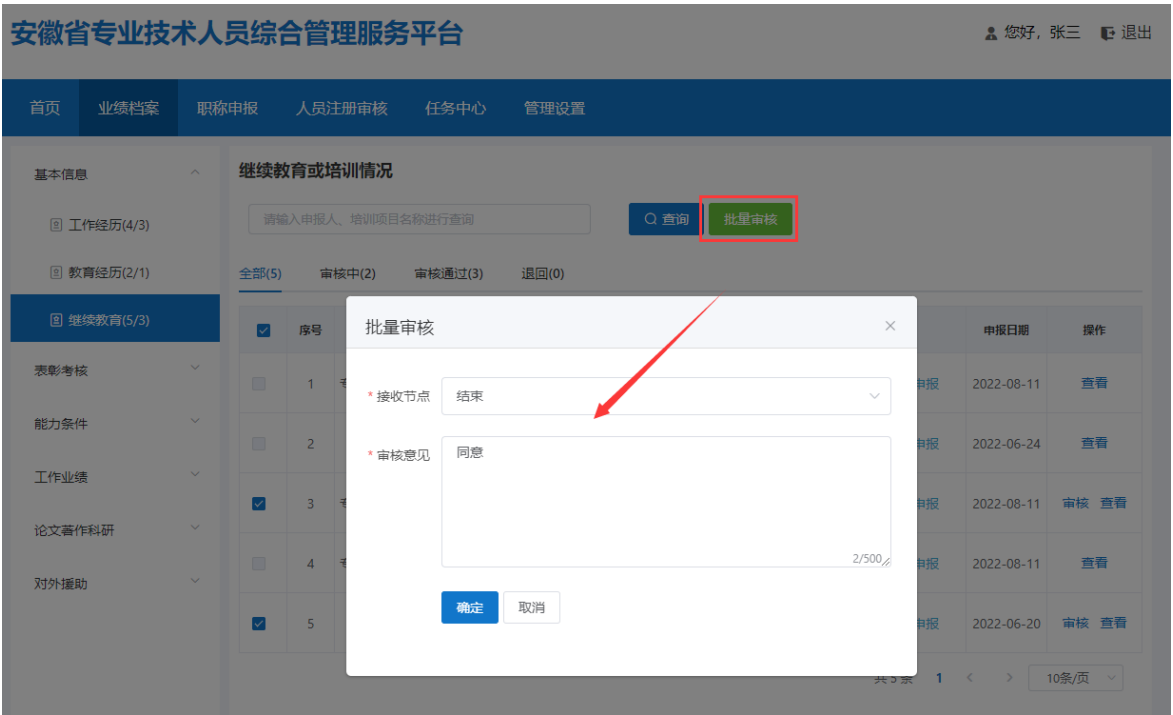 安徽省专业技术人员综合管理服务平台
您好，张三 退出
首页 业绩档案 职称申报 人员注册审核 任务中心 管理设置
基本信息
工作经历(4/3)
教育经历(2/1)
继续教育(5/3)
表彰考核
能力条件
工作业绩
论文著作科研
对外援助
继续教育或培训情况
请输入申报人、培训项目名称进行查询 查询 批量审核
全部(5) 审核中(2) 审核通过(3) 退回(0)
序号 申报日期 操作
1 申报 2022-08-11 查看
2 申报 2022-06-24 查看
3 申报 2022-08-11 审核 查看
4 申报 2022-08-11 查看
5 申报 2022-06-20 审核 查看
批量审核
* 接收节点 结束
* 审核意见 同意
2/500
确定 取消
共 5 条 1 10条/页